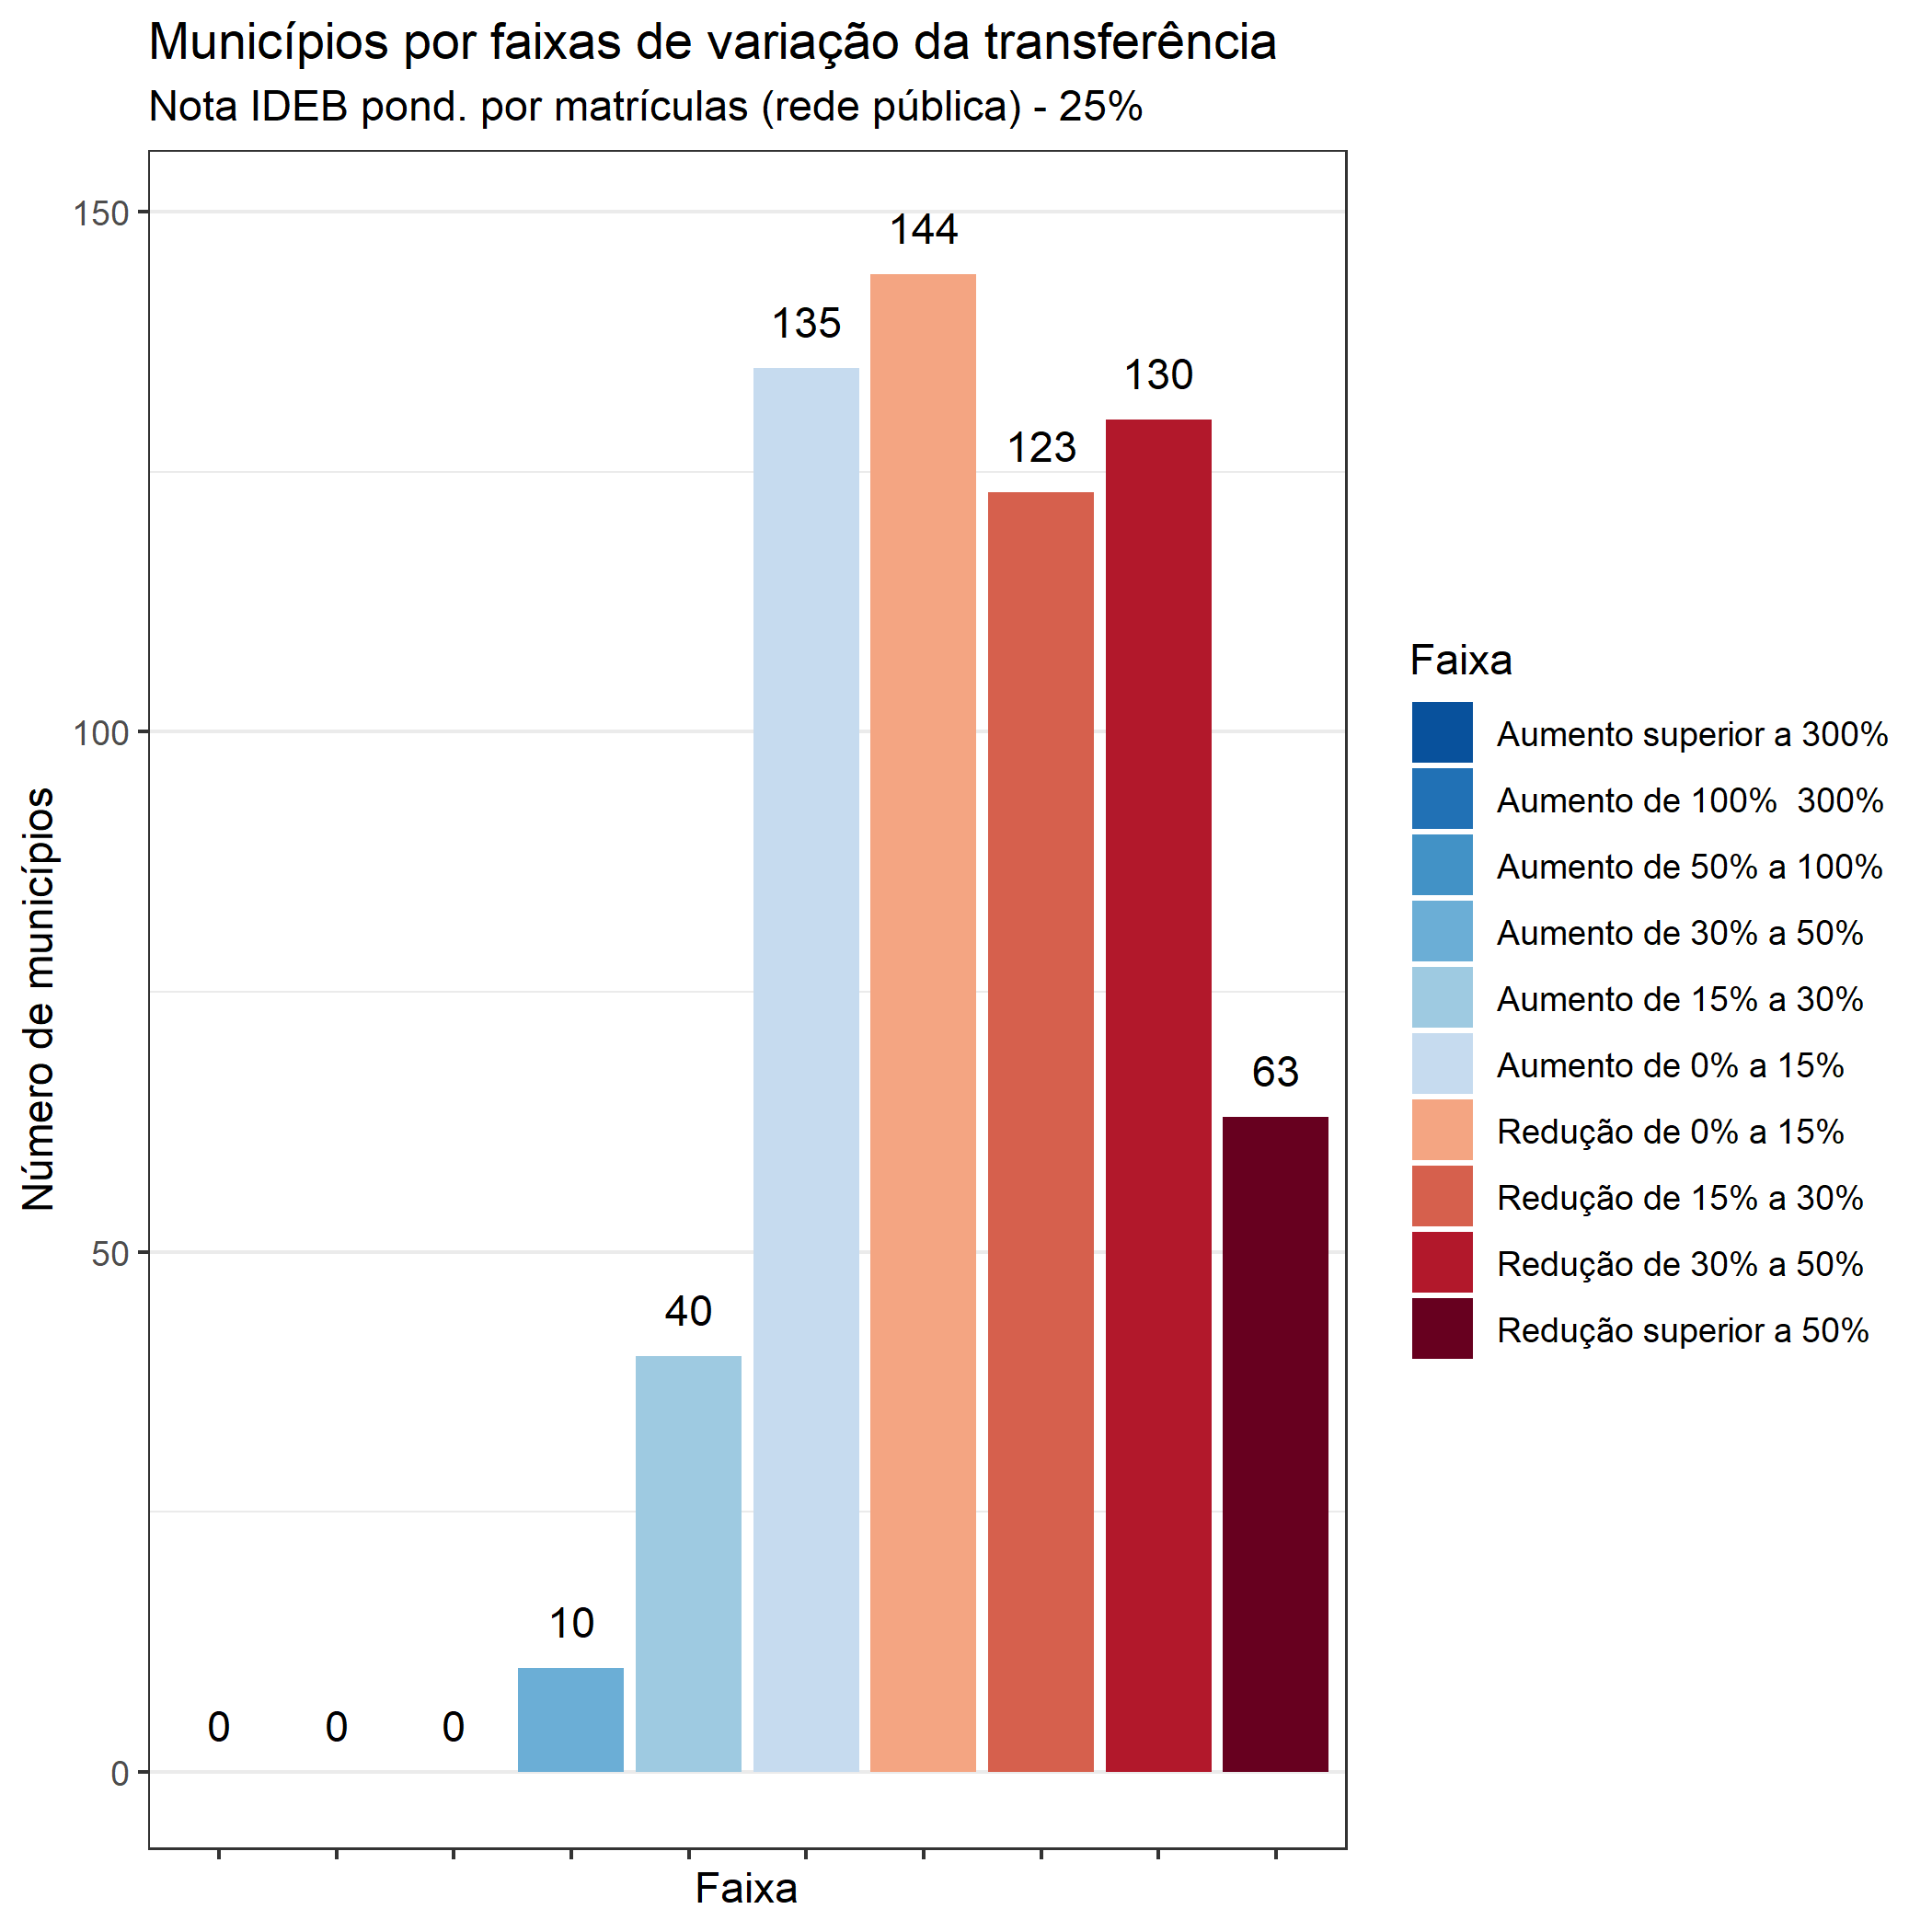 Municípios por faixas de variação da transferência
Nota IDEB pond. por matrículas (rede pública) - 25%
Número de municípios
150
100
50
0
0
0
0
10
40
135
144
123
130
63
Faixa
Faixa
Aumento superior a 300%
Aumento de 100%  300%
Aumento de 50% a 100%
Aumento de 30% a 50%
Aumento de 15% a 30%
Aumento de 0% a 15%
Redução de 0% a 15%
Redução de 15% a 30%
Redução de 30% a 50%
Redução superior a 50%